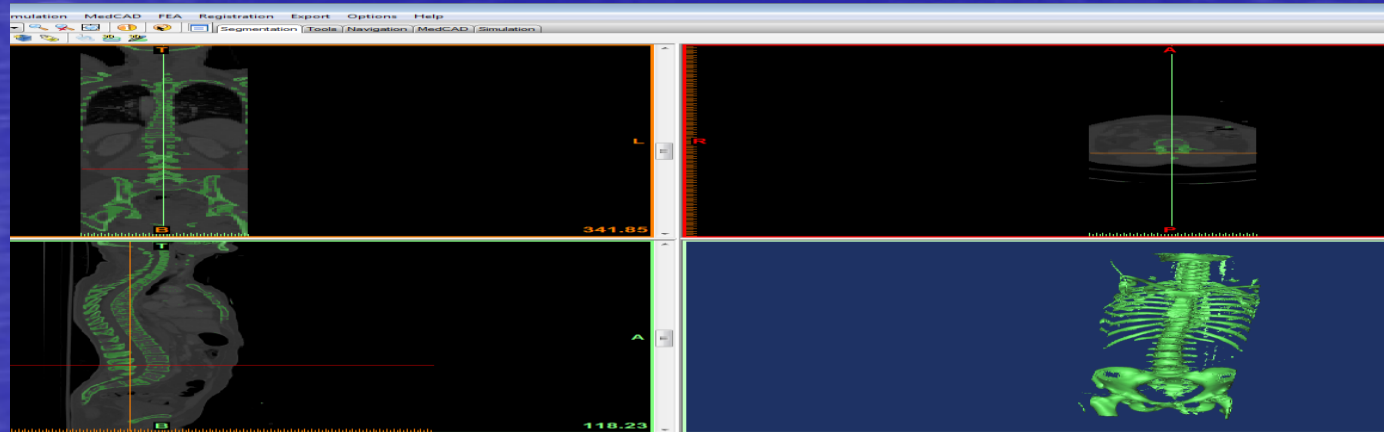 mulation MedCAD FEA Registration Export Options Help
Segmentation Tools Navigation MedCAD Simulation
T
L
B
341.85
A
R
P
T
A
B
118.23